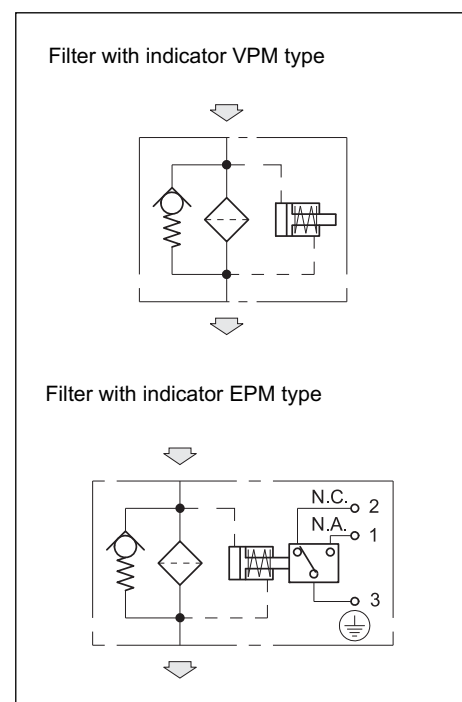 Filter with indicator VPM type
Filter with indicator EPM type
N.C. 2
N.A. 1
3